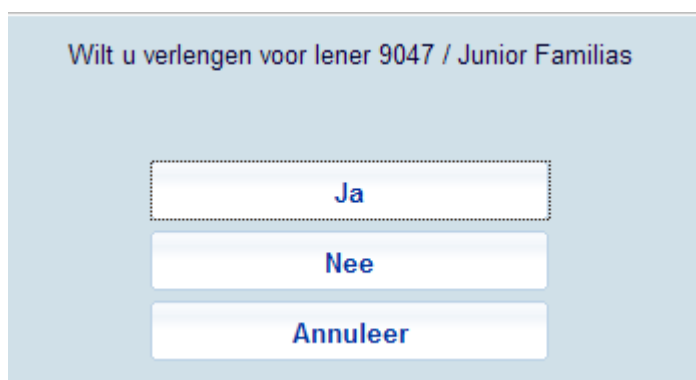 Wilt u verlengen voor lener 9047 / Junior Familias
Ja
Nee
Annuleer